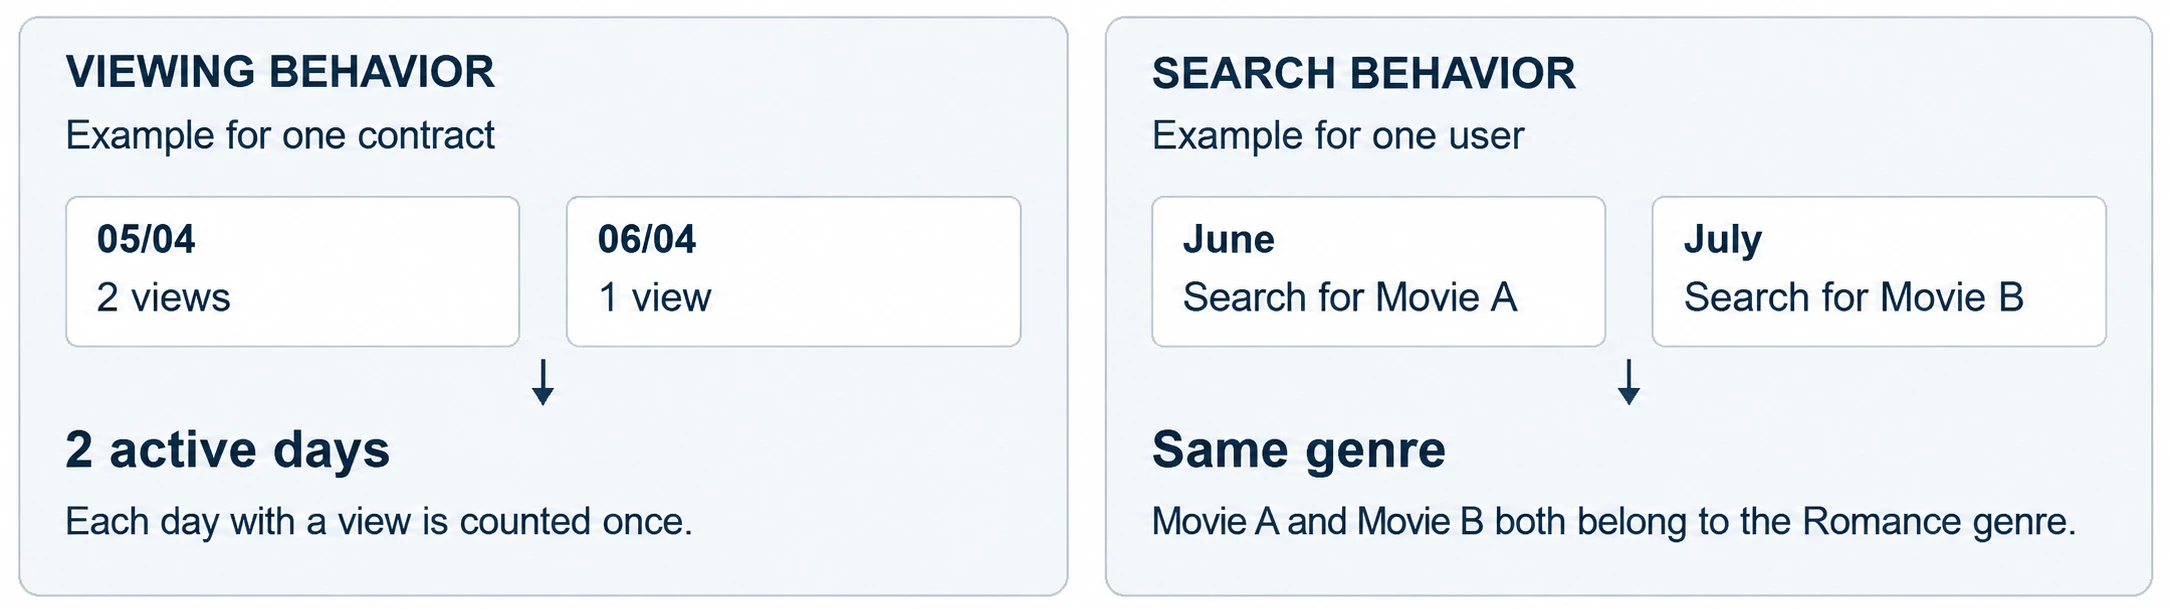 VIEWING BEHAVIOR
Example for one contract
05/04
2 views
06/04
1 view
2 active days
Each day with a view is counted once.
SEARCH BEHAVIOR
Example for one user
June
Search for Movie A
July
Search for Movie B
Same genre
Movie A and Movie B both belong to the Romance genre.